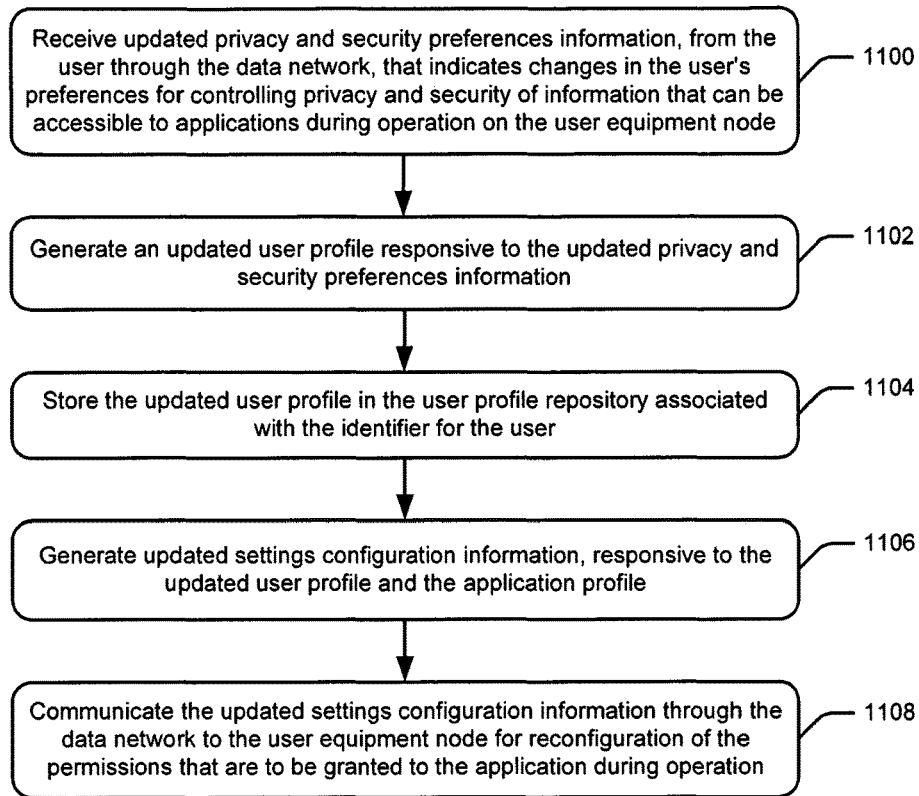 Receive updated privacy and security preferences information, from the
user through the data network, that indicates changes in the user's
preferences for controlling privacy and security of information that can be
accessible to applications during operation on the user equipment node
1100
Generate an updated user profile responsive to the updated privacy and
security preferences information
1102
Store the updated user profile in the user profile repository associated
with the identifier for the user
1104
Generate updated settings configuration information, responsive to the
updated user profile and the application profile
1106
Communicate the updated settings configuration information through the
data network to the user equipment node for reconfiguration of the
permissions that are to be granted to the application during operation
1108